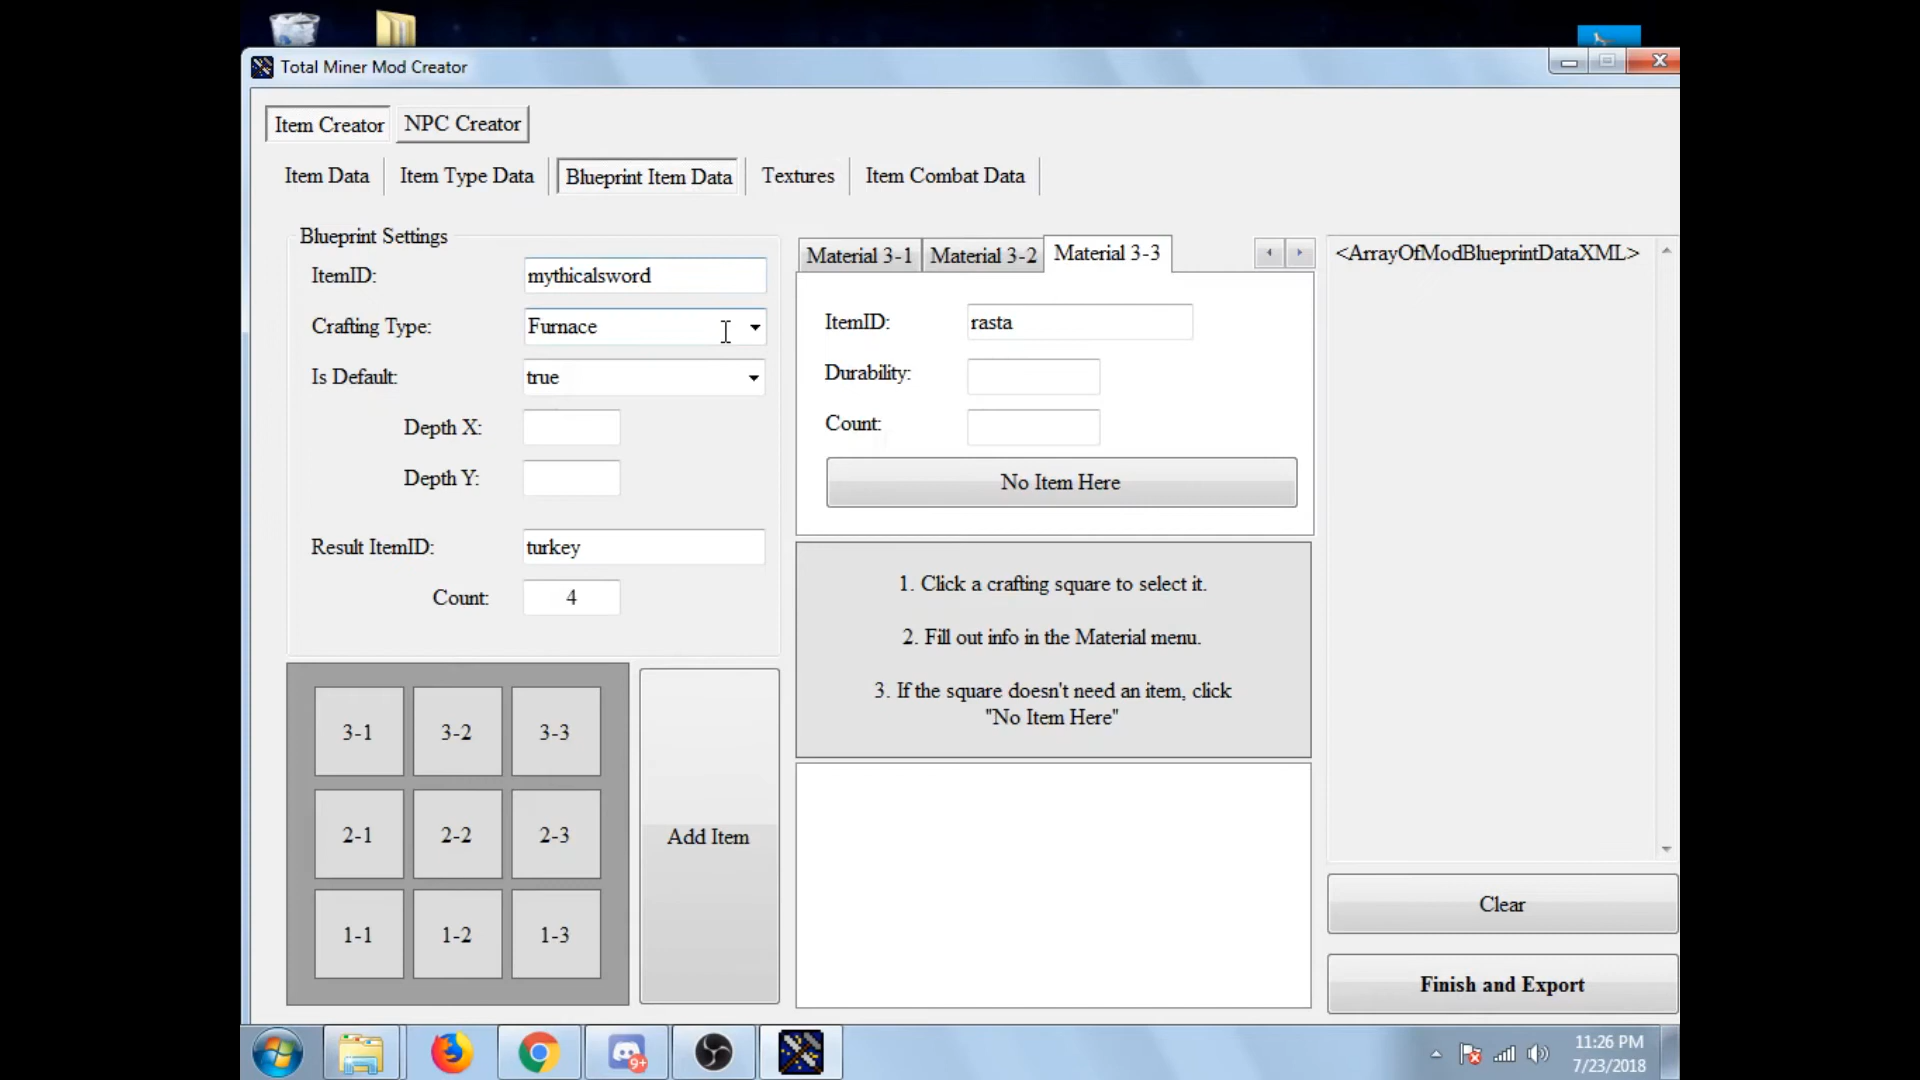 Total Miner Mod Creator
Item Creator
NPC Creator
Item Data
Item Type Data
Blueprint Item Data
Textures
Item Combat Data
Blueprint Settings
ItemID:
mythicalsword
Crafting Type:
Furnace
Is Default:
true
Depth X:
Depth Y:
Result ItemID:
turkey
Count:
4
3-1
3-2
3-3
2-1
2-2
2-3
1-1
1-2
1-3
Add Item
Material 3-1
Material 3-2
Material 3-3
ItemID:
rasta
Durability:
Count:
No Item Here
1. Click a crafting square to select it.
2. Fill out info in the Material menu.
3. If the square doesn't need an item, click
"No Item Here"
<ArrayOfModBlueprintDataXML>
Clear
Finish and Export
9+
11:26 PM
7/23/2018